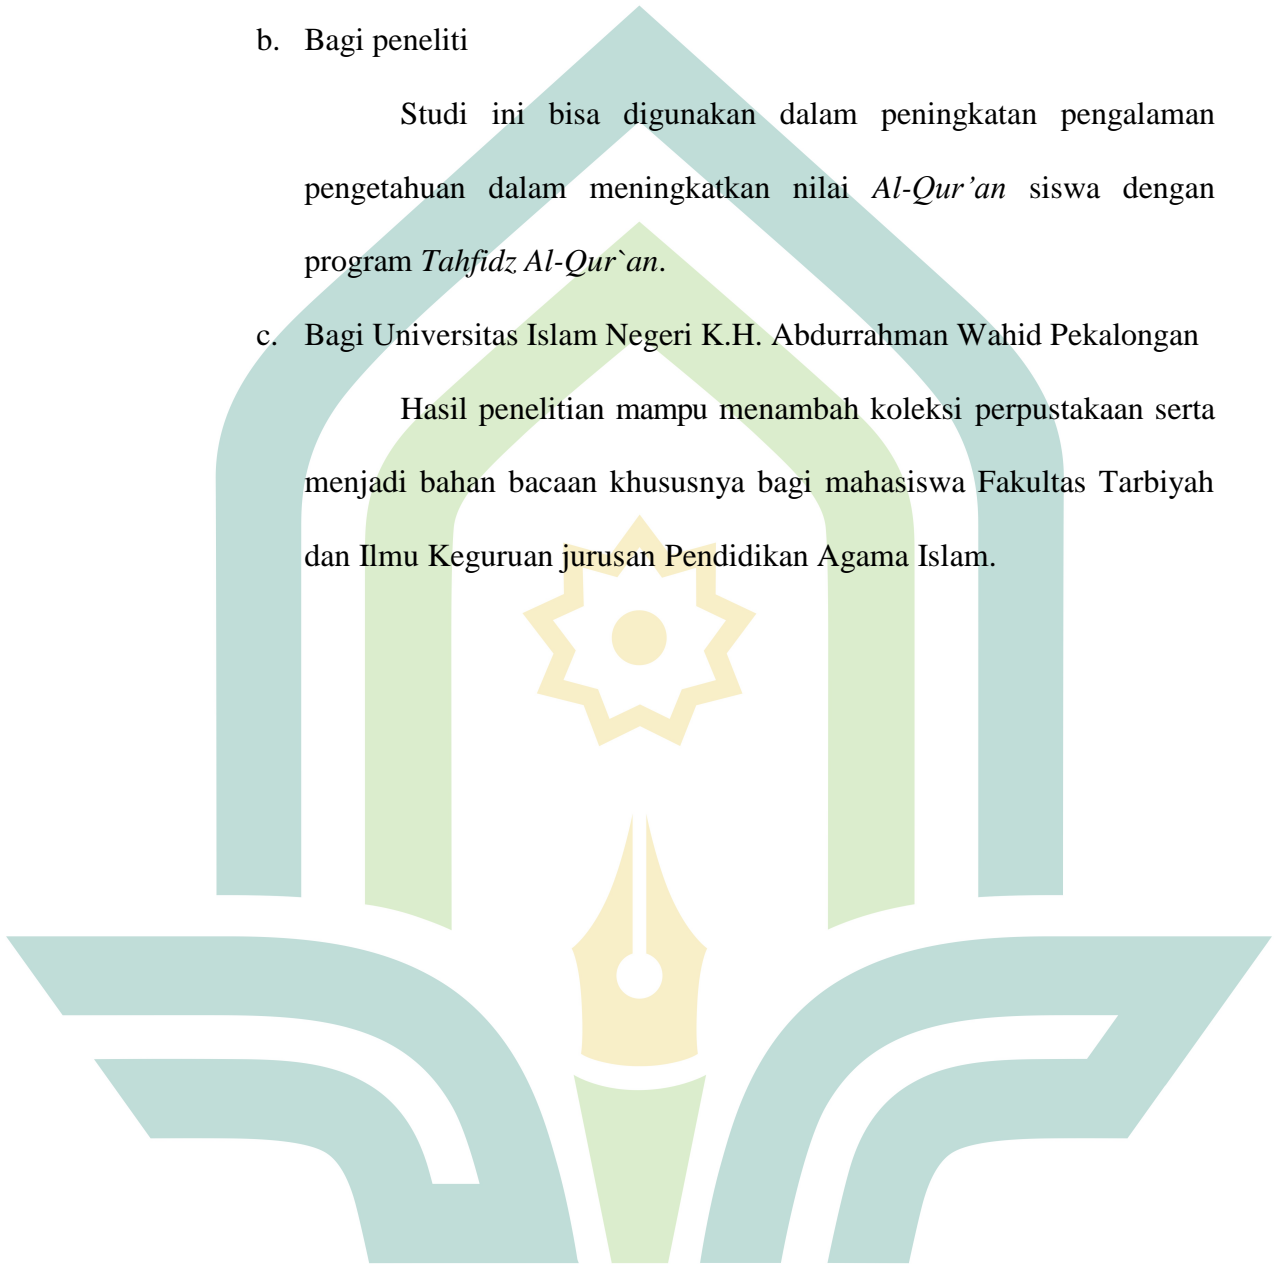 b. Bagi peneliti
Studi ini bisa digunakan dalam peningkatan pengalaman
pengetahuan dalam meningkatkan nilai Al-Qur’an siswa dengan
program Tahfidz Al-Qur`an.
c. Bagi Universitas Islam Negeri K.H. Abdurrahman Wahid Pekalongan
Hasil penelitian mampu menambah koleksi perpustakaan serta
menjadi bahan bacaan khususnya bagi mahasiswa Fakultas Tarbiyah
dan Ilmu Keguruan jurusan Pendidikan Agama Islam.